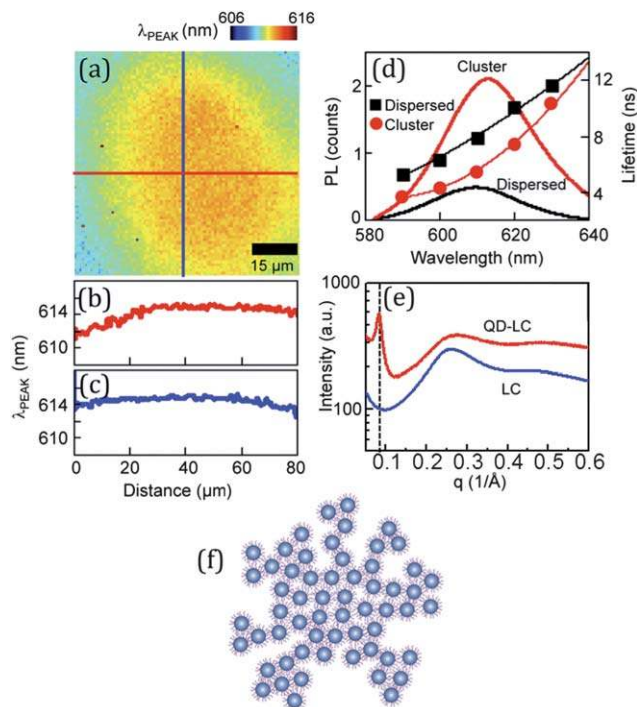 λPEAK (nm) 606 616
(a)
15 µm
(b)
614
610
(c)
614
610
λPEAK (nm)
0 20 40 60 80
Distance (µm)
(d)
Cluster
Dispersed
Cluster
Dispersed
2
1
0
PL (counts)
12
8
4
Lifetime (ns)
580 600 620 640
Wavelength (nm)
(e)
1000
100
Intensity (a.u.)
QD-LC
LC
0.1 0.2 0.3 0.4 0.5 0.6
q (1/Å)
(f)